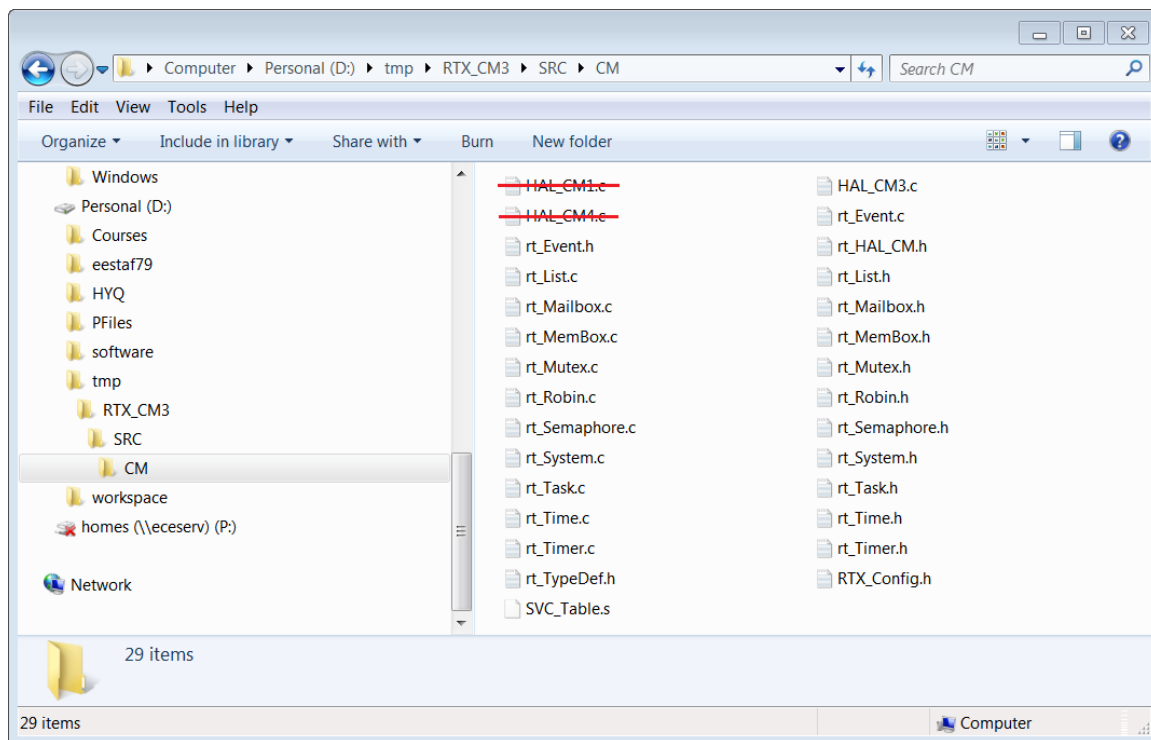 Computer Personal (D:) tmp RTX_CM3 SRC CM Search CM
File Edit View Tools Help
Organize Include in library Share with Burn New folder
Windows
Personal (D:)
Courses
eestaf79
HYQ
PFiles
software
tmp
RTX_CM3
SRC
CM
workspace
homes (\\eceserv) (P:)
Network
HAL_CM1.c HAL_CM3.c
HAL_CM4.c rt_Event.c
rt_Event.h rt_HAL_CM.h
rt_List.c rt_List.h
rt_Mailbox.c rt_Mailbox.h
rt_MemBox.c rt_MemBox.h
rt_Mutex.c rt_Mutex.h
rt_Robin.c rt_Robin.h
rt_Semaphore.c rt_Semaphore.h
rt_System.c rt_System.h
rt_Task.c rt_Task.h
rt_Time.c rt_Time.h
rt_Timer.c rt_Timer.h
rt_TypeDef.h RTX_Config.h
SVC_Table.s
29 items
29 items Computer